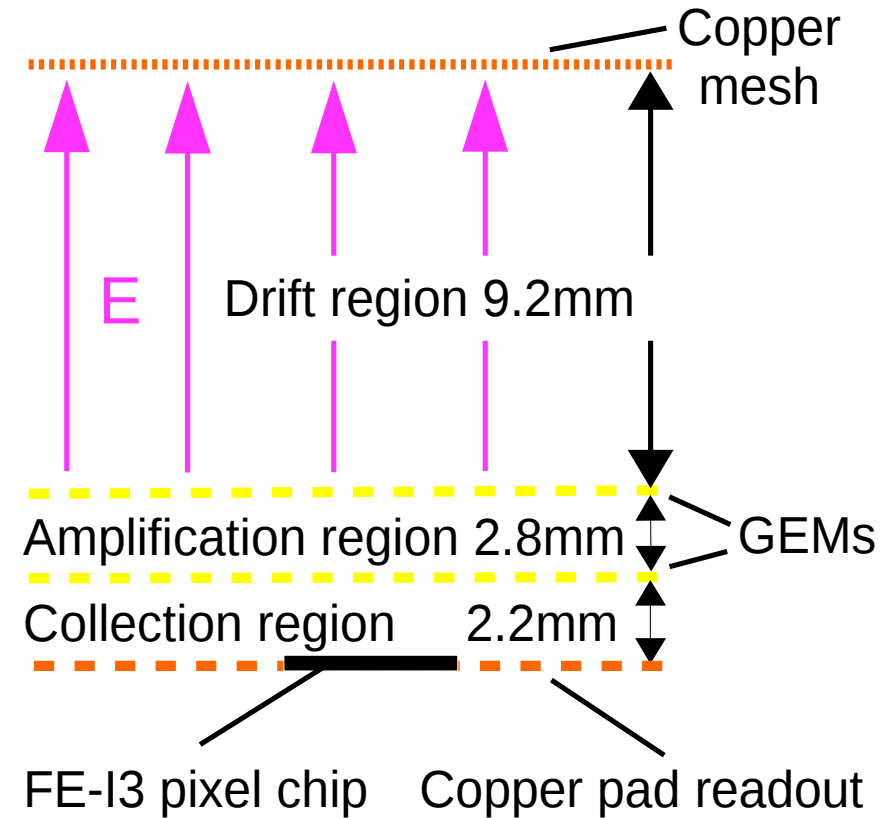 Copper
mesh
E
Drift region 9.2mm
Amplification region 2.8mm
GEMs
Collection region 2.2mm
FE-I3 pixel chip
Copper pad readout